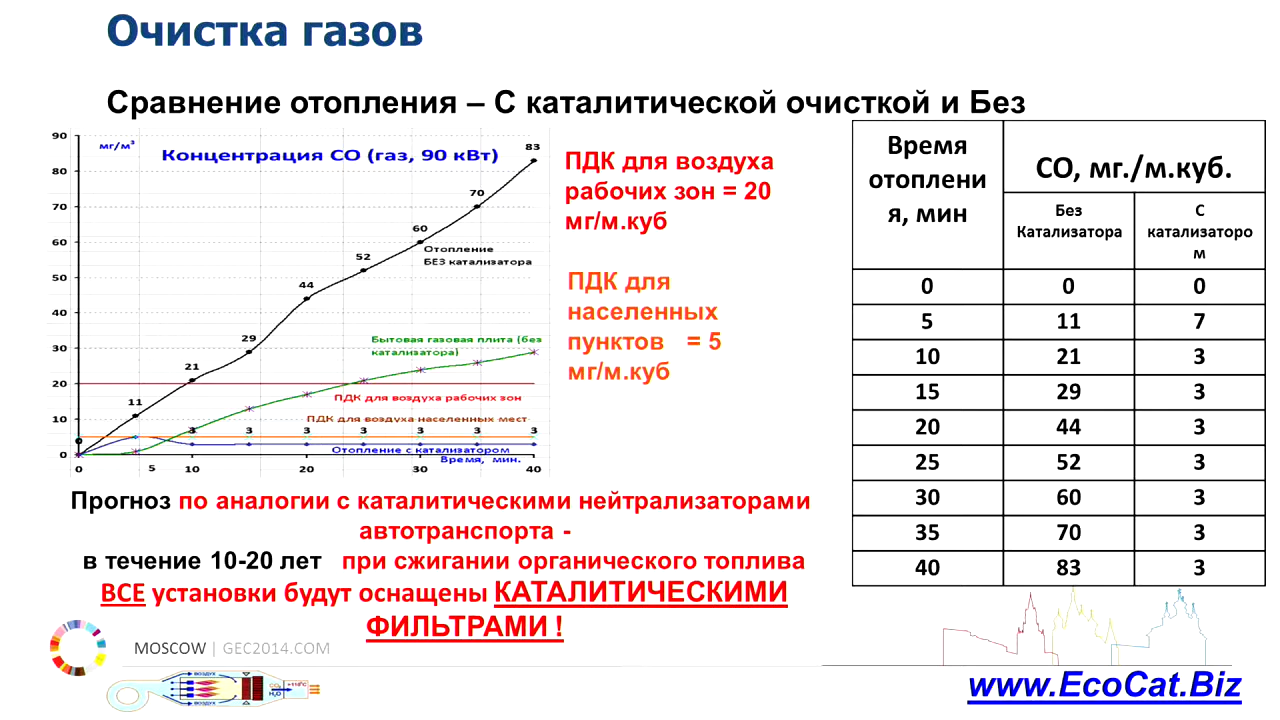 Очистка газов
Сравнение отопления – С каталитической очисткой и Без
90
80
70
60
50
40
30
20
10
0
мг/м³
Концентрация СО (газ, 90 кВт)
83
70
60
52
44
29
21
11
Отопление
БЕЗ катализатора
Бытовая газовая плита (без
катализатора)
ПДК для воздуха рабочих зон
ПДК для воздуха населенных мест
3 3 3 3 3 3 3
Отопление с катализатором
Время, мин.
0 5 10 20 30 40
ПДК для воздуха
рабочих зон = 20
мг/м.куб
ПДК для
населенных
пунктов = 5
мг/м.куб
Время
отоплени
я, мин
СО, мг./м.куб.
Без
Катализатора
С
катализаторо
м
0 0 0
5 11 7
10 21 3
15 29 3
20 44 3
25 52 3
30 60 3
35 70 3
40 83 3
Прогноз по аналогии с каталитическими нейтрализаторами
автотранспорта -
в течение 10-20 лет при сжигании органического топлива
ВСЕ установки будут оснащены КАТАЛИТИЧЕСКИМИ
ФИЛЬТРАМИ !
MOSCOW | GEC2014.COM
ВОЗДУХ
ВОЗДУХ
CO₂
H₂O
www.EcoCat.Biz